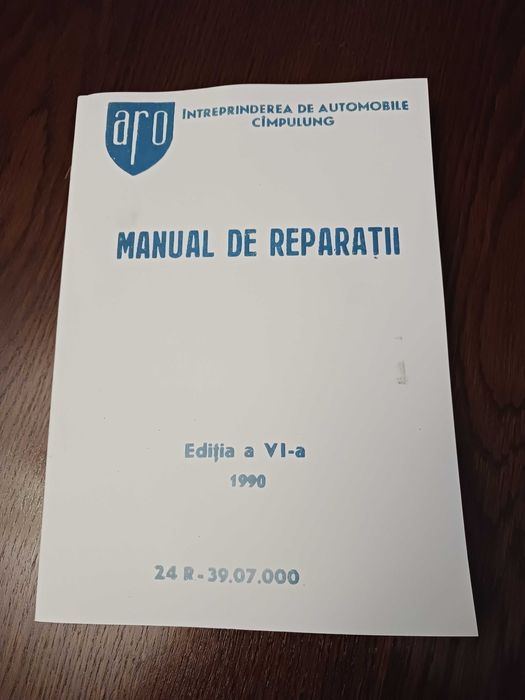 aro
ÎNTREPRINDEREA DE AUTOMOBILE
CÎMPULUNG
MANUAL DE REPARAȚII
Ediția a VI-a
1990
24 R-39.07.000